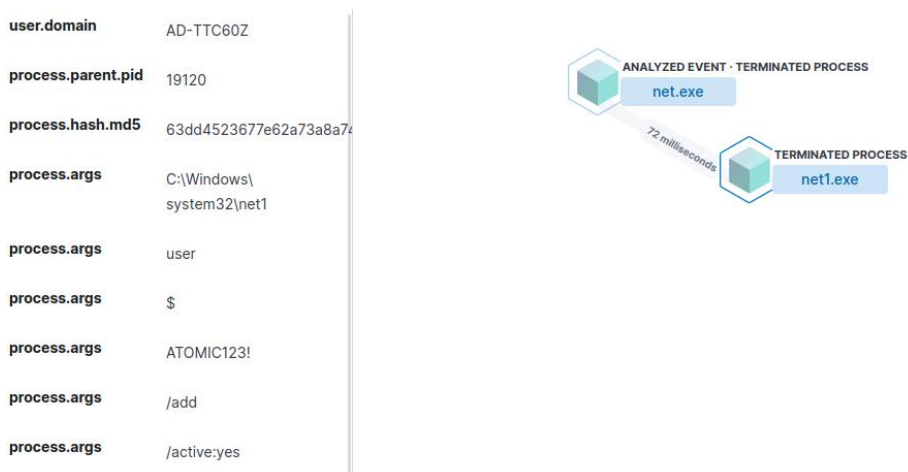 user.domain AD-TTC60Z
process.parent.pid 19120
process.hash.md5 63dd4523677e62a73a8a74
process.args C:\Windows\
system32\net1
process.args user
process.args $
process.args ATOMIC123!
process.args /add
process.args /active:yes
ANALYZED EVENT · TERMINATED PROCESS
net.exe
72 milliseconds
TERMINATED PROCESS
net1.exe